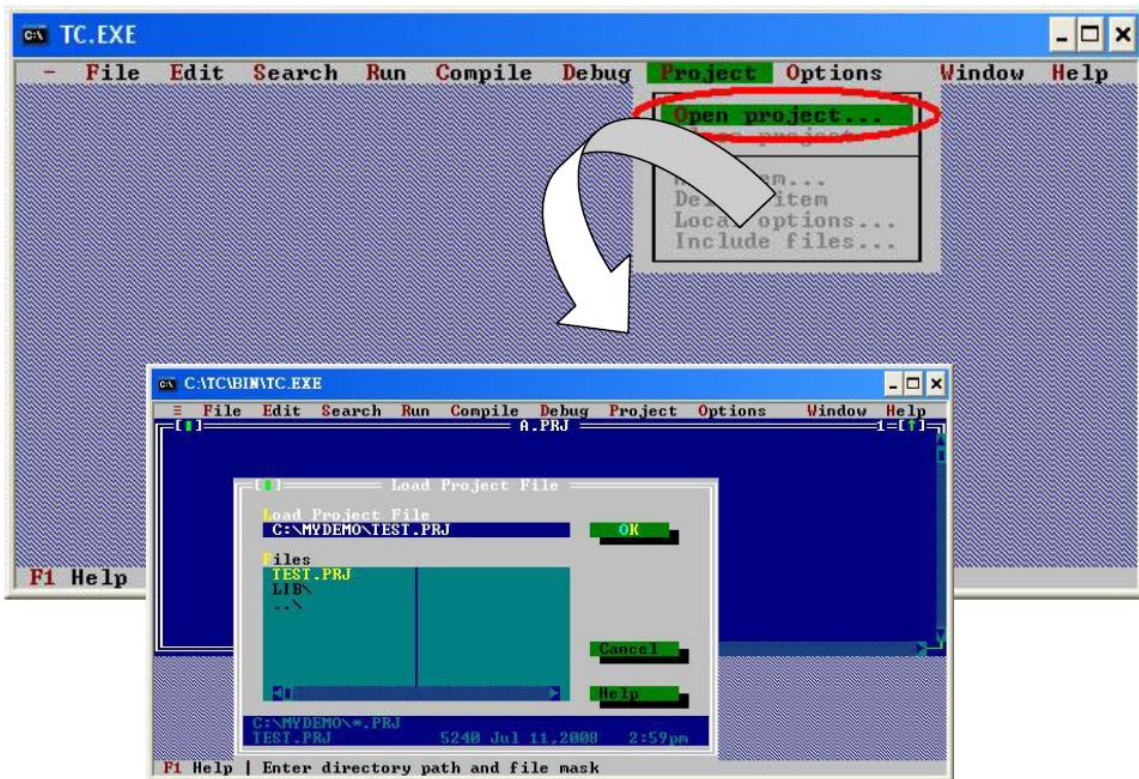 TC.EXE
- File Edit Search Run Compile Debug Project Options Window Help
Open project...
project
em...
De item
Local options...
Include files...
C:\TC\BIN\TC.EXE
≡ File Edit Search Run Compile Debug Project Options Window Help
A.PRJ 1=[↑]
Load Project File
Load Project File
C:\MYDEMO\TEST.PRJ OK
Files
TEST.PRJ
LIB\
..\
Cancel
Help
C:\MYDEMO\*.PRJ
TEST.PRJ 5240 Jul 11,2008 2:59pm
F1 Help
F1 Help | Enter directory path and file mask